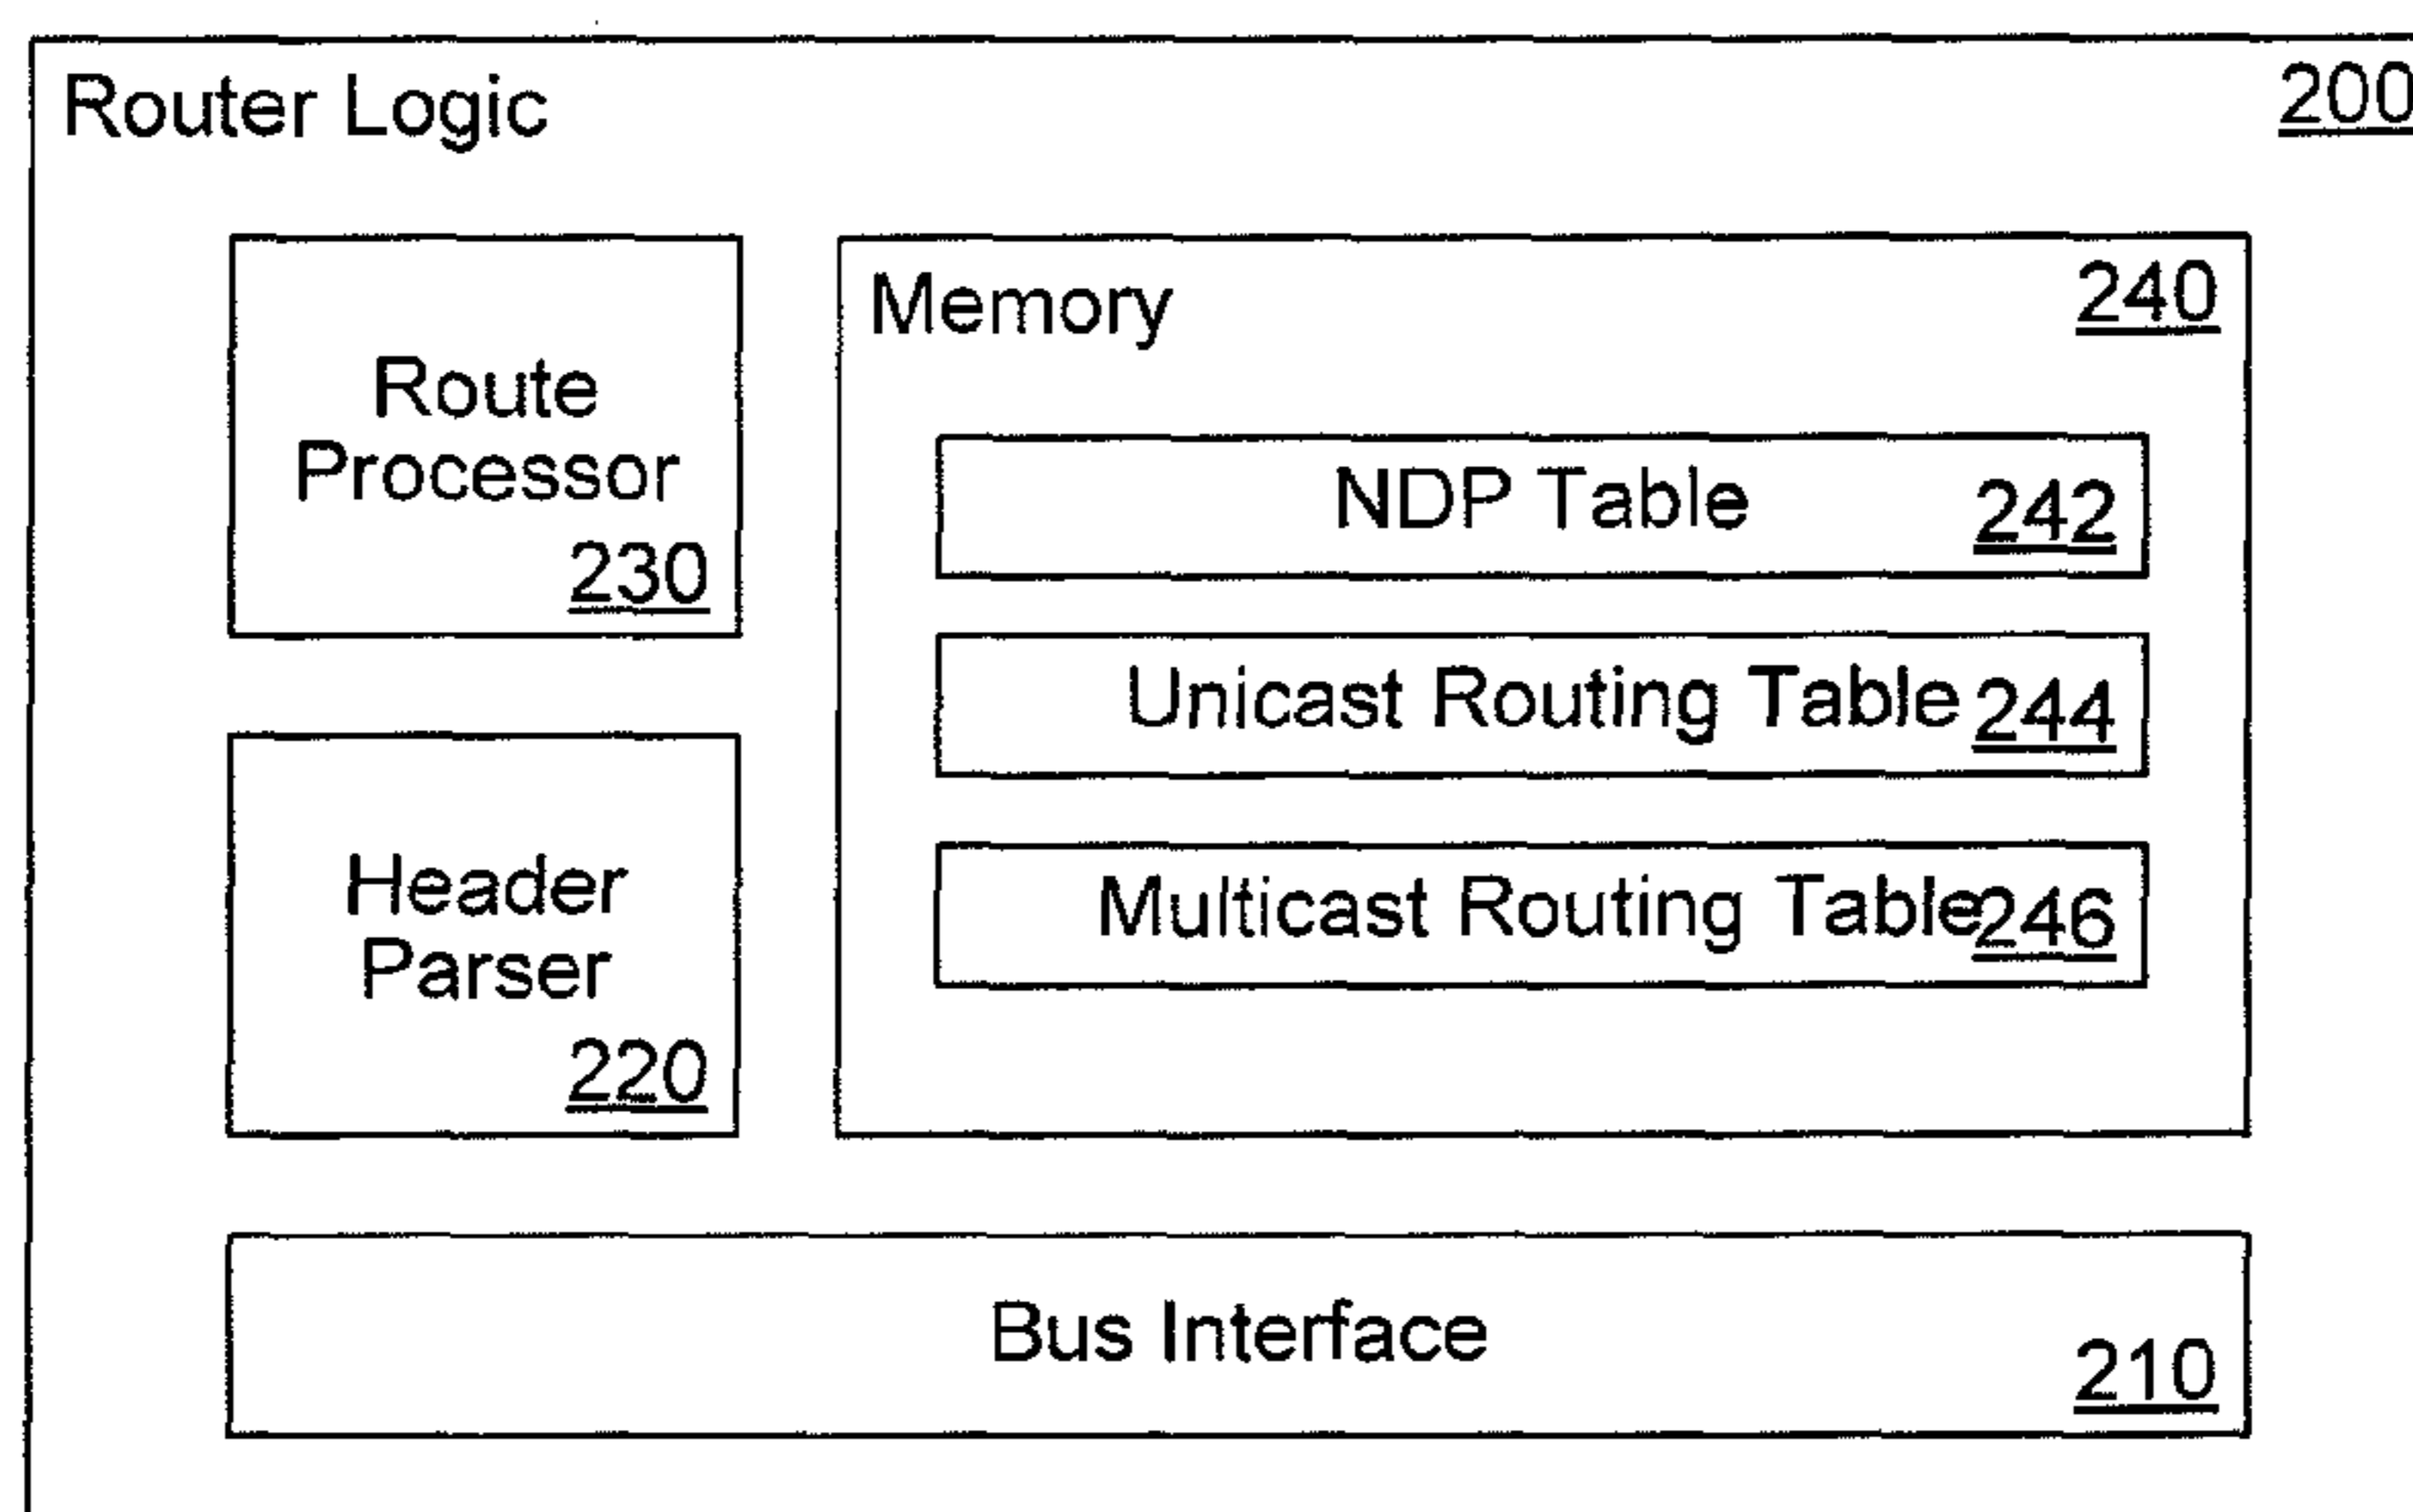 Router Logic 200
Route
Processor
230
Memory 240
NDP Table 242
Unicast Routing Table 244
Multicast Routing Table 246
Header
Parser
220
Bus Interface 210